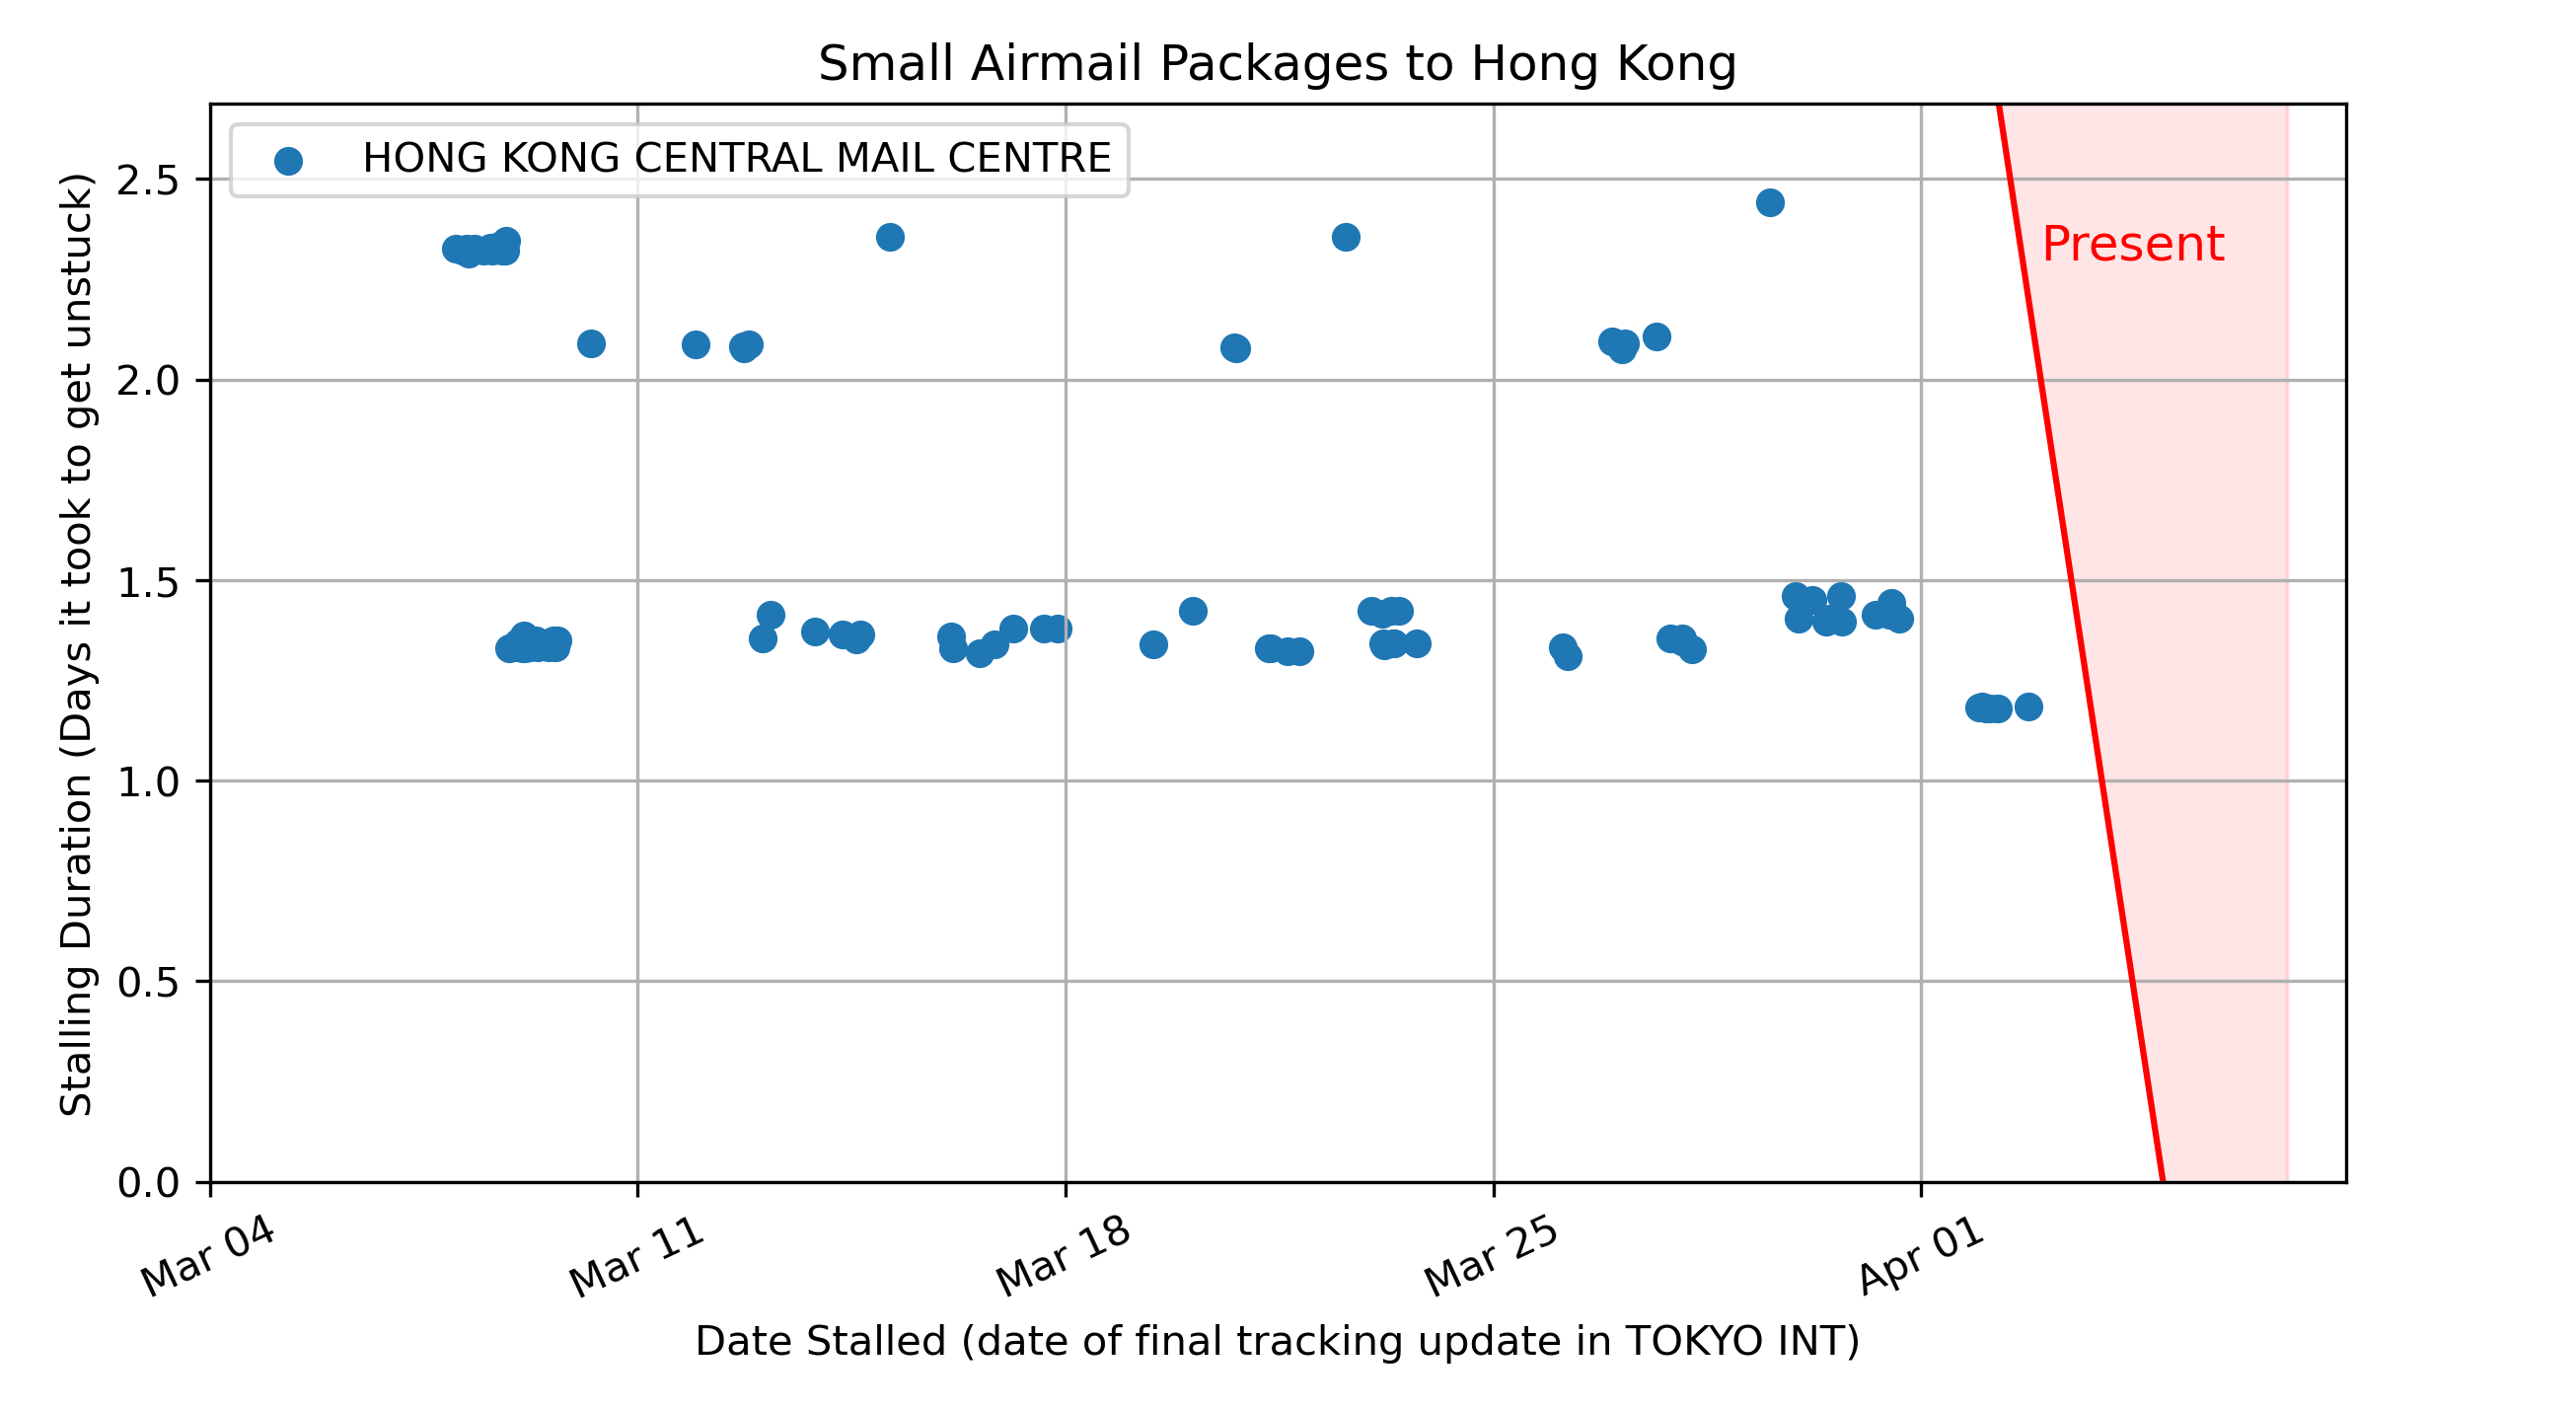 Small Airmail Packages to Hong Kong
HONG KONG CENTRAL MAIL CENTRE
Present
Stalling Duration (Days it took to get unstuck)
2.5
2.0
1.5
1.0
0.5
0.0
Mar 04
Mar 11
Mar 18
Mar 25
Apr 01
Date Stalled (date of final tracking update in TOKYO INT)